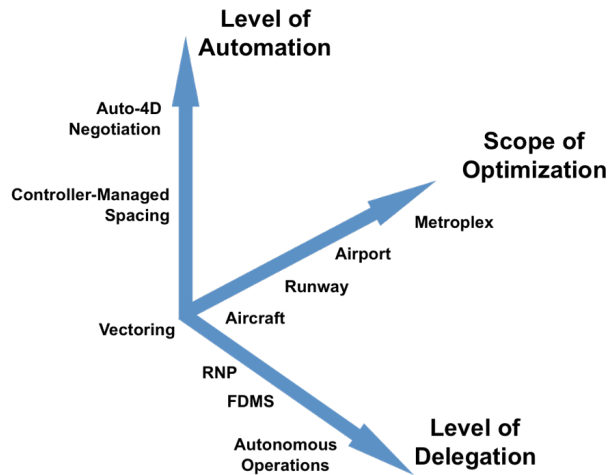 Level of
Automation
Auto-4D
Negotiation
Controller-Managed
Spacing
Vectoring
Scope of
Optimization
Metroplex
Airport
Runway
Aircraft
RNP
FDMS
Autonomous
Operations
Level of
Delegation